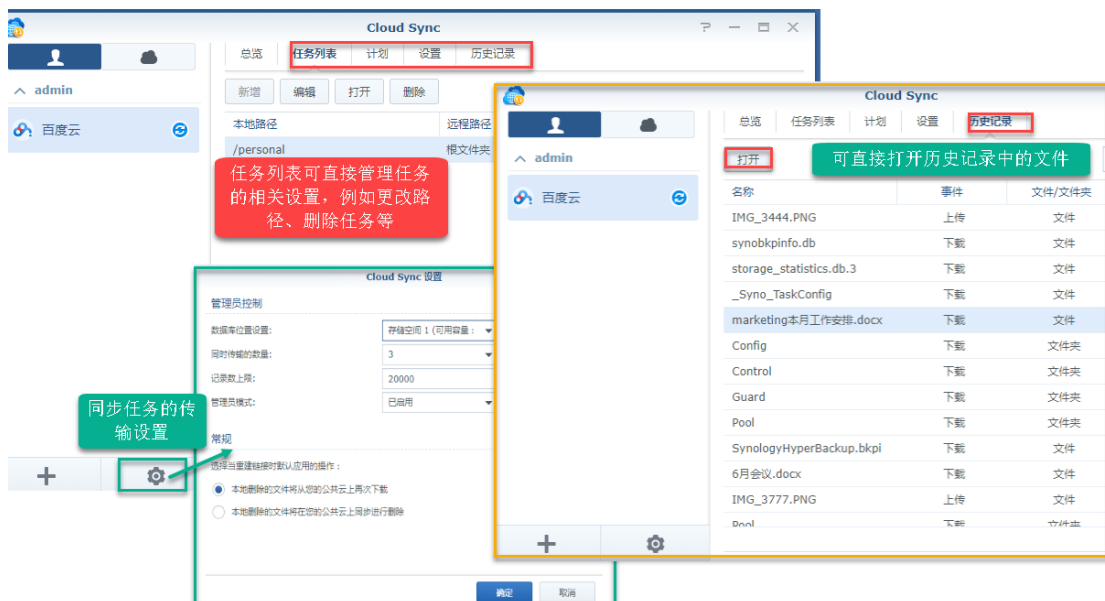 Cloud Sync
总览 任务列表 计划 设置 历史记录
admin
新增 编辑 打开 删除
百度云
本地路径 远程路径
/personal 根文件夹
任务列表可直接管理任务
的相关设置，例如更改路
径、删除任务等
Cloud Sync 设置
管理员控制
数据库位置设置: 存储空间 1 (可用容量:
同时传输的数量: 3
记录数上限: 20000
管理员模式: 已启用
同步任务的传
输设置
常规
选择当重建链接时默认应用的操作:
本地删除的文件将从您的公共云上再次下载
本地删除的文件将在您的公共云上同步进行删除
确定 取消
Cloud Sync
总览 任务列表 计划 设置 历史记录
admin
打开
可直接打开历史记录中的文件
百度云
名称 事件 文件/文件夹
IMG_3444.PNG 上传 文件
synobkpinfo.db 下载 文件
storage_statistics.db.3 下载 文件
_Syno_TaskConfig 下载 文件
marketing本月工作安排.docx 下载 文件
Config 下载 文件夹
Control 下载 文件夹
Guard 下载 文件夹
Pool 下载 文件夹
SynologyHyperBackup.bkpi 下载 文件
6月会议.docx 下载 文件
IMG_3777.PNG 上传 文件
Pool 下载 文件夹